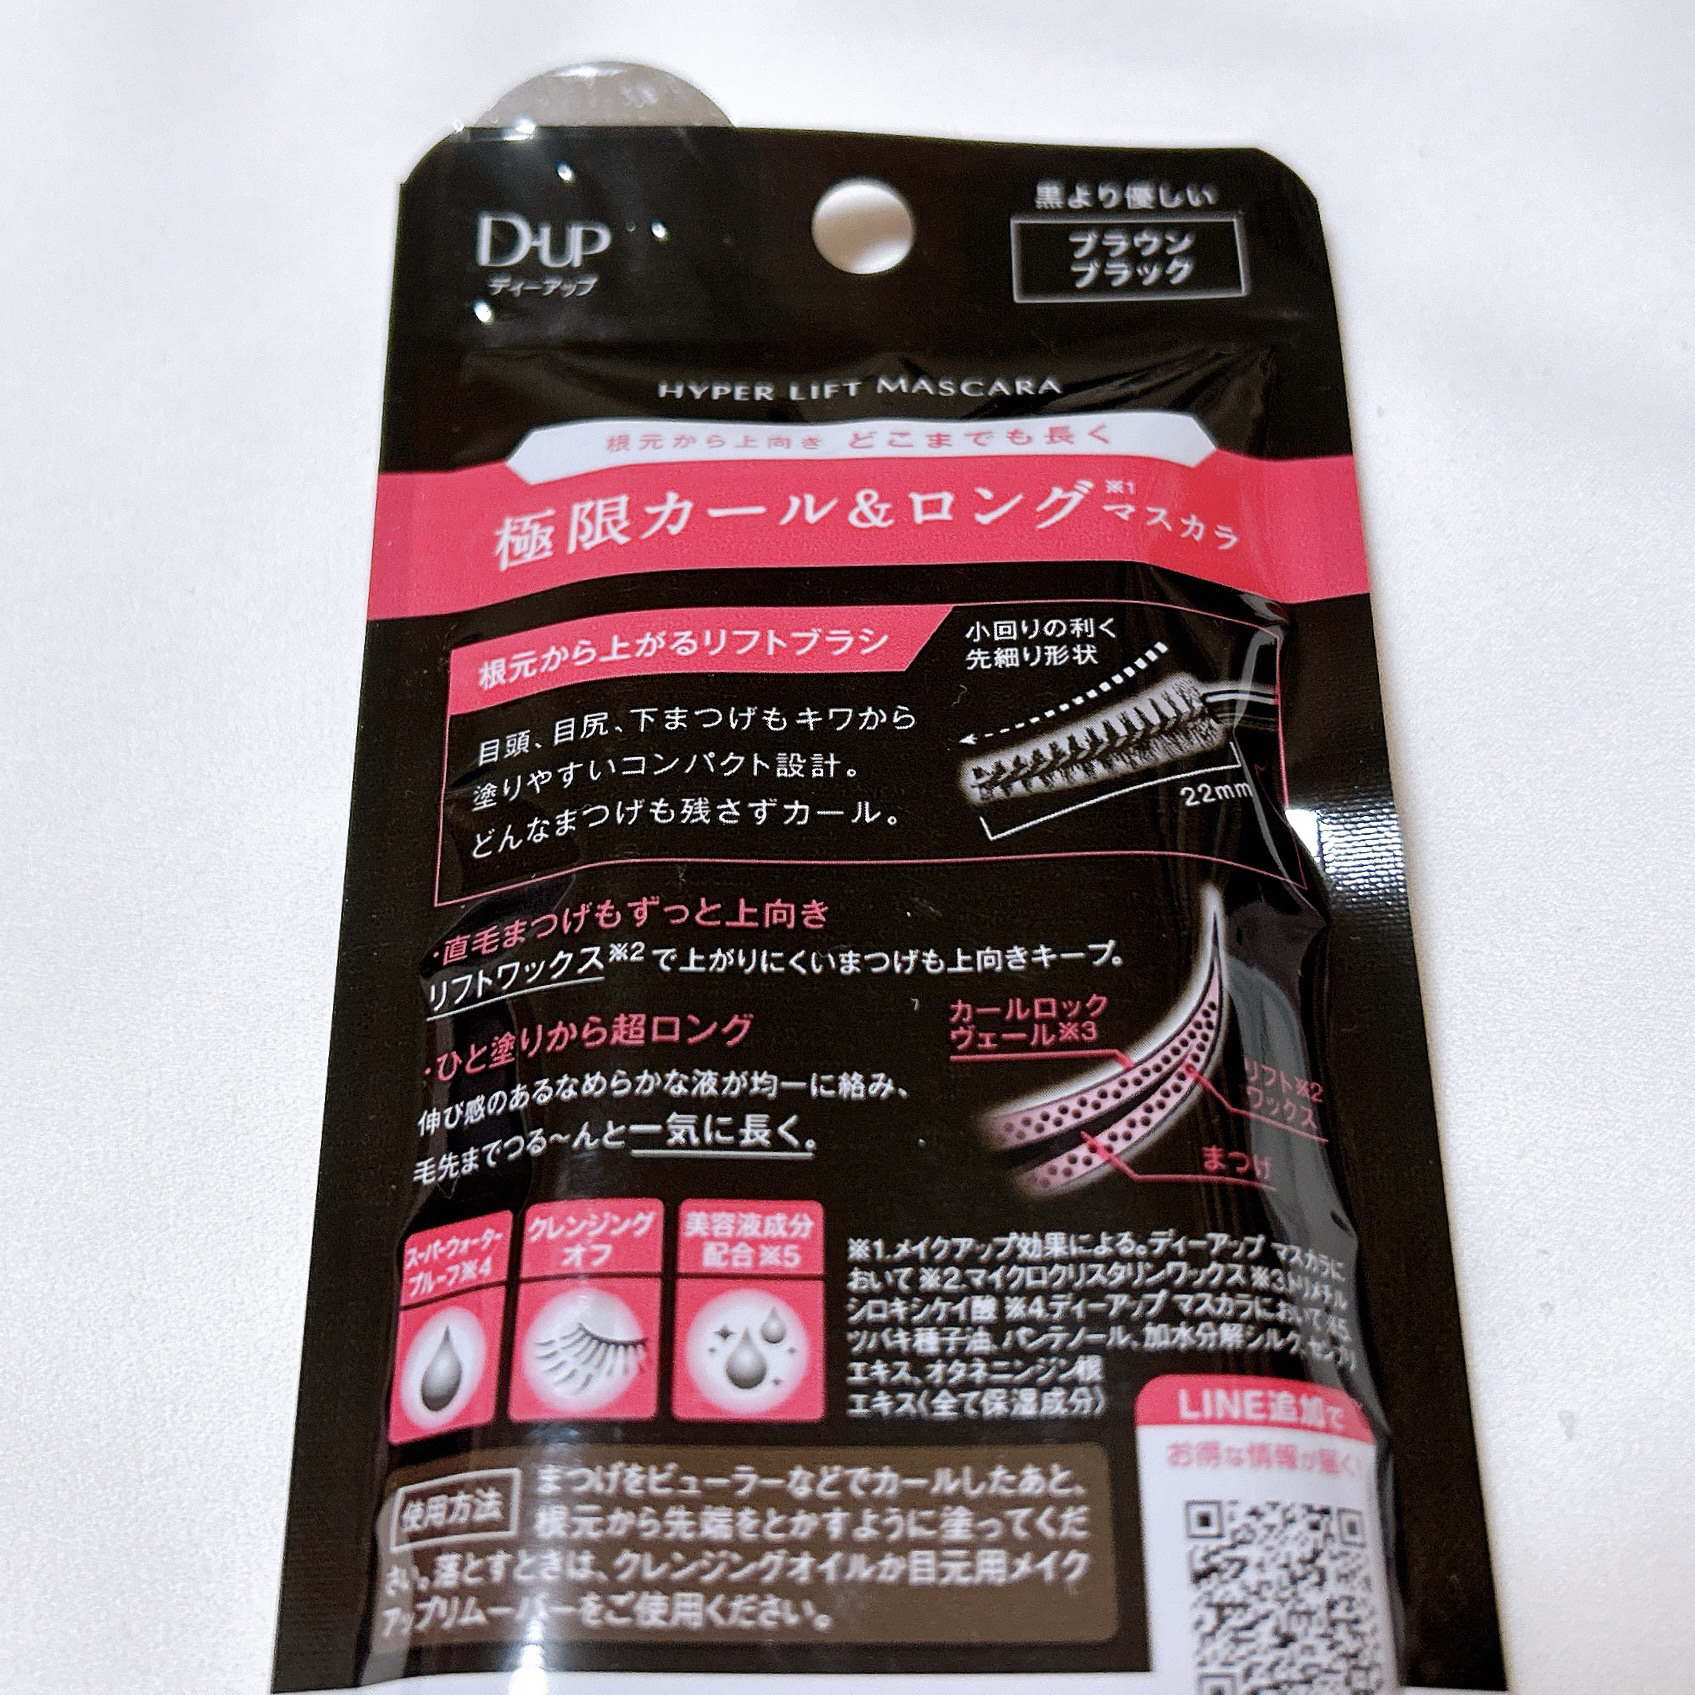 D-UP
ディーアップ
黒より優しい
ブラウン
ブラック
HYPER LIFT MASCARA
根元から上向き どこまでも長く
極限カール&ロング※1マスカラ
根元から上がるリフトブラシ
小回りの利く
先細り形状
目頭、目尻、下まつげもキワから
塗りやすいコンパクト設計。
どんなまつげも残さずカール。
22mm
・直毛まつげもずっと上向き
リフトワックス※2で上がりにくいまつげも上向きキープ。
・ひと塗りから超ロング
伸び感のあるなめらかな液が均一に絡み、
毛先までつる～んと一気に長く。
カールロック
ヴェール※3
リフト※2
ワックス
まつげ
スーパーウォーター
プルーフ※4
クレンジング
オフ
美容液成分
配合※5
※1.メイクアップ効果による。ディーアップ マスカラに
おいて ※2.マイクロクリスタリンワックス ※3.トリメチル
シロキシケイ酸 ※4.ディーアップ マスカラにおいて ※5.
ツバキ種子油、パンテノール、加水分解シルク、センブリ
エキス、オタネニンジン根
エキス(全て保湿成分)
LINE追加で
お得な情報が届く!
使用方法
まつげをビューラーなどでカールしたあと、
根元から先端をとかすように塗ってくだ
さい。落とすときは、クレンジングオイルか目元用メイク
アップリムーバーをご使用ください。